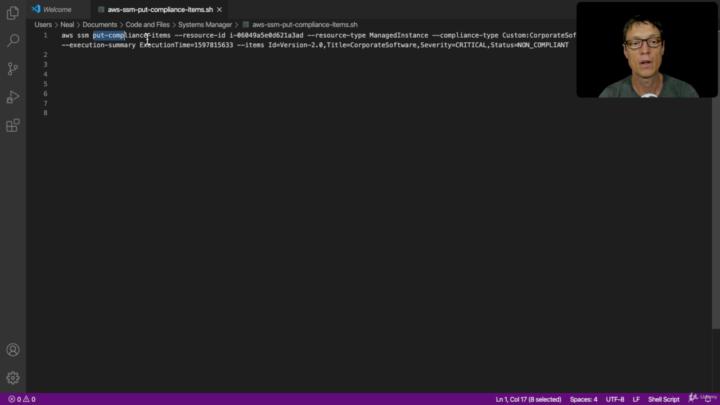 Welcome
aws-ssm-put-compliance-items.sh
Users > Neal > Documents > Code and Files > Systems Manager > aws-ssm-put-compliance-items.sh
1 aws ssm put-compliance-items --resource-id i-06049a5e0d621a3ad --resource-type ManagedInstance --compliance-type Custom:CorporateSof
--execution-summary ExecutionTime=1597815633 --items Id=Version-2.0,Title=CorporateSoftware,Severity=CRITICAL,Status=NON_COMPLIANT
2
3
4
5
6
7
8
0 0 Ln 1, Col 17 (8 selected) Spaces: 4 UTF-8 LF Shell Script
Udemy